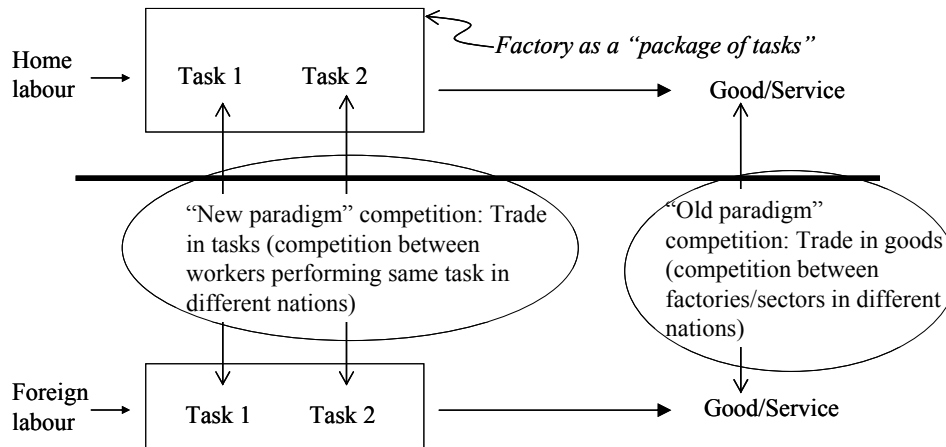 Factory as a “package of tasks”
Home
labour
Task 1
Task 2
Good/Service
“New paradigm” competition: Trade
in tasks (competition between
workers performing same task in
different nations)
“Old paradigm”
competition: Trade in goods
(competition between
factories/sectors in different
nations)
Foreign
labour
Task 1
Task 2
Good/Service